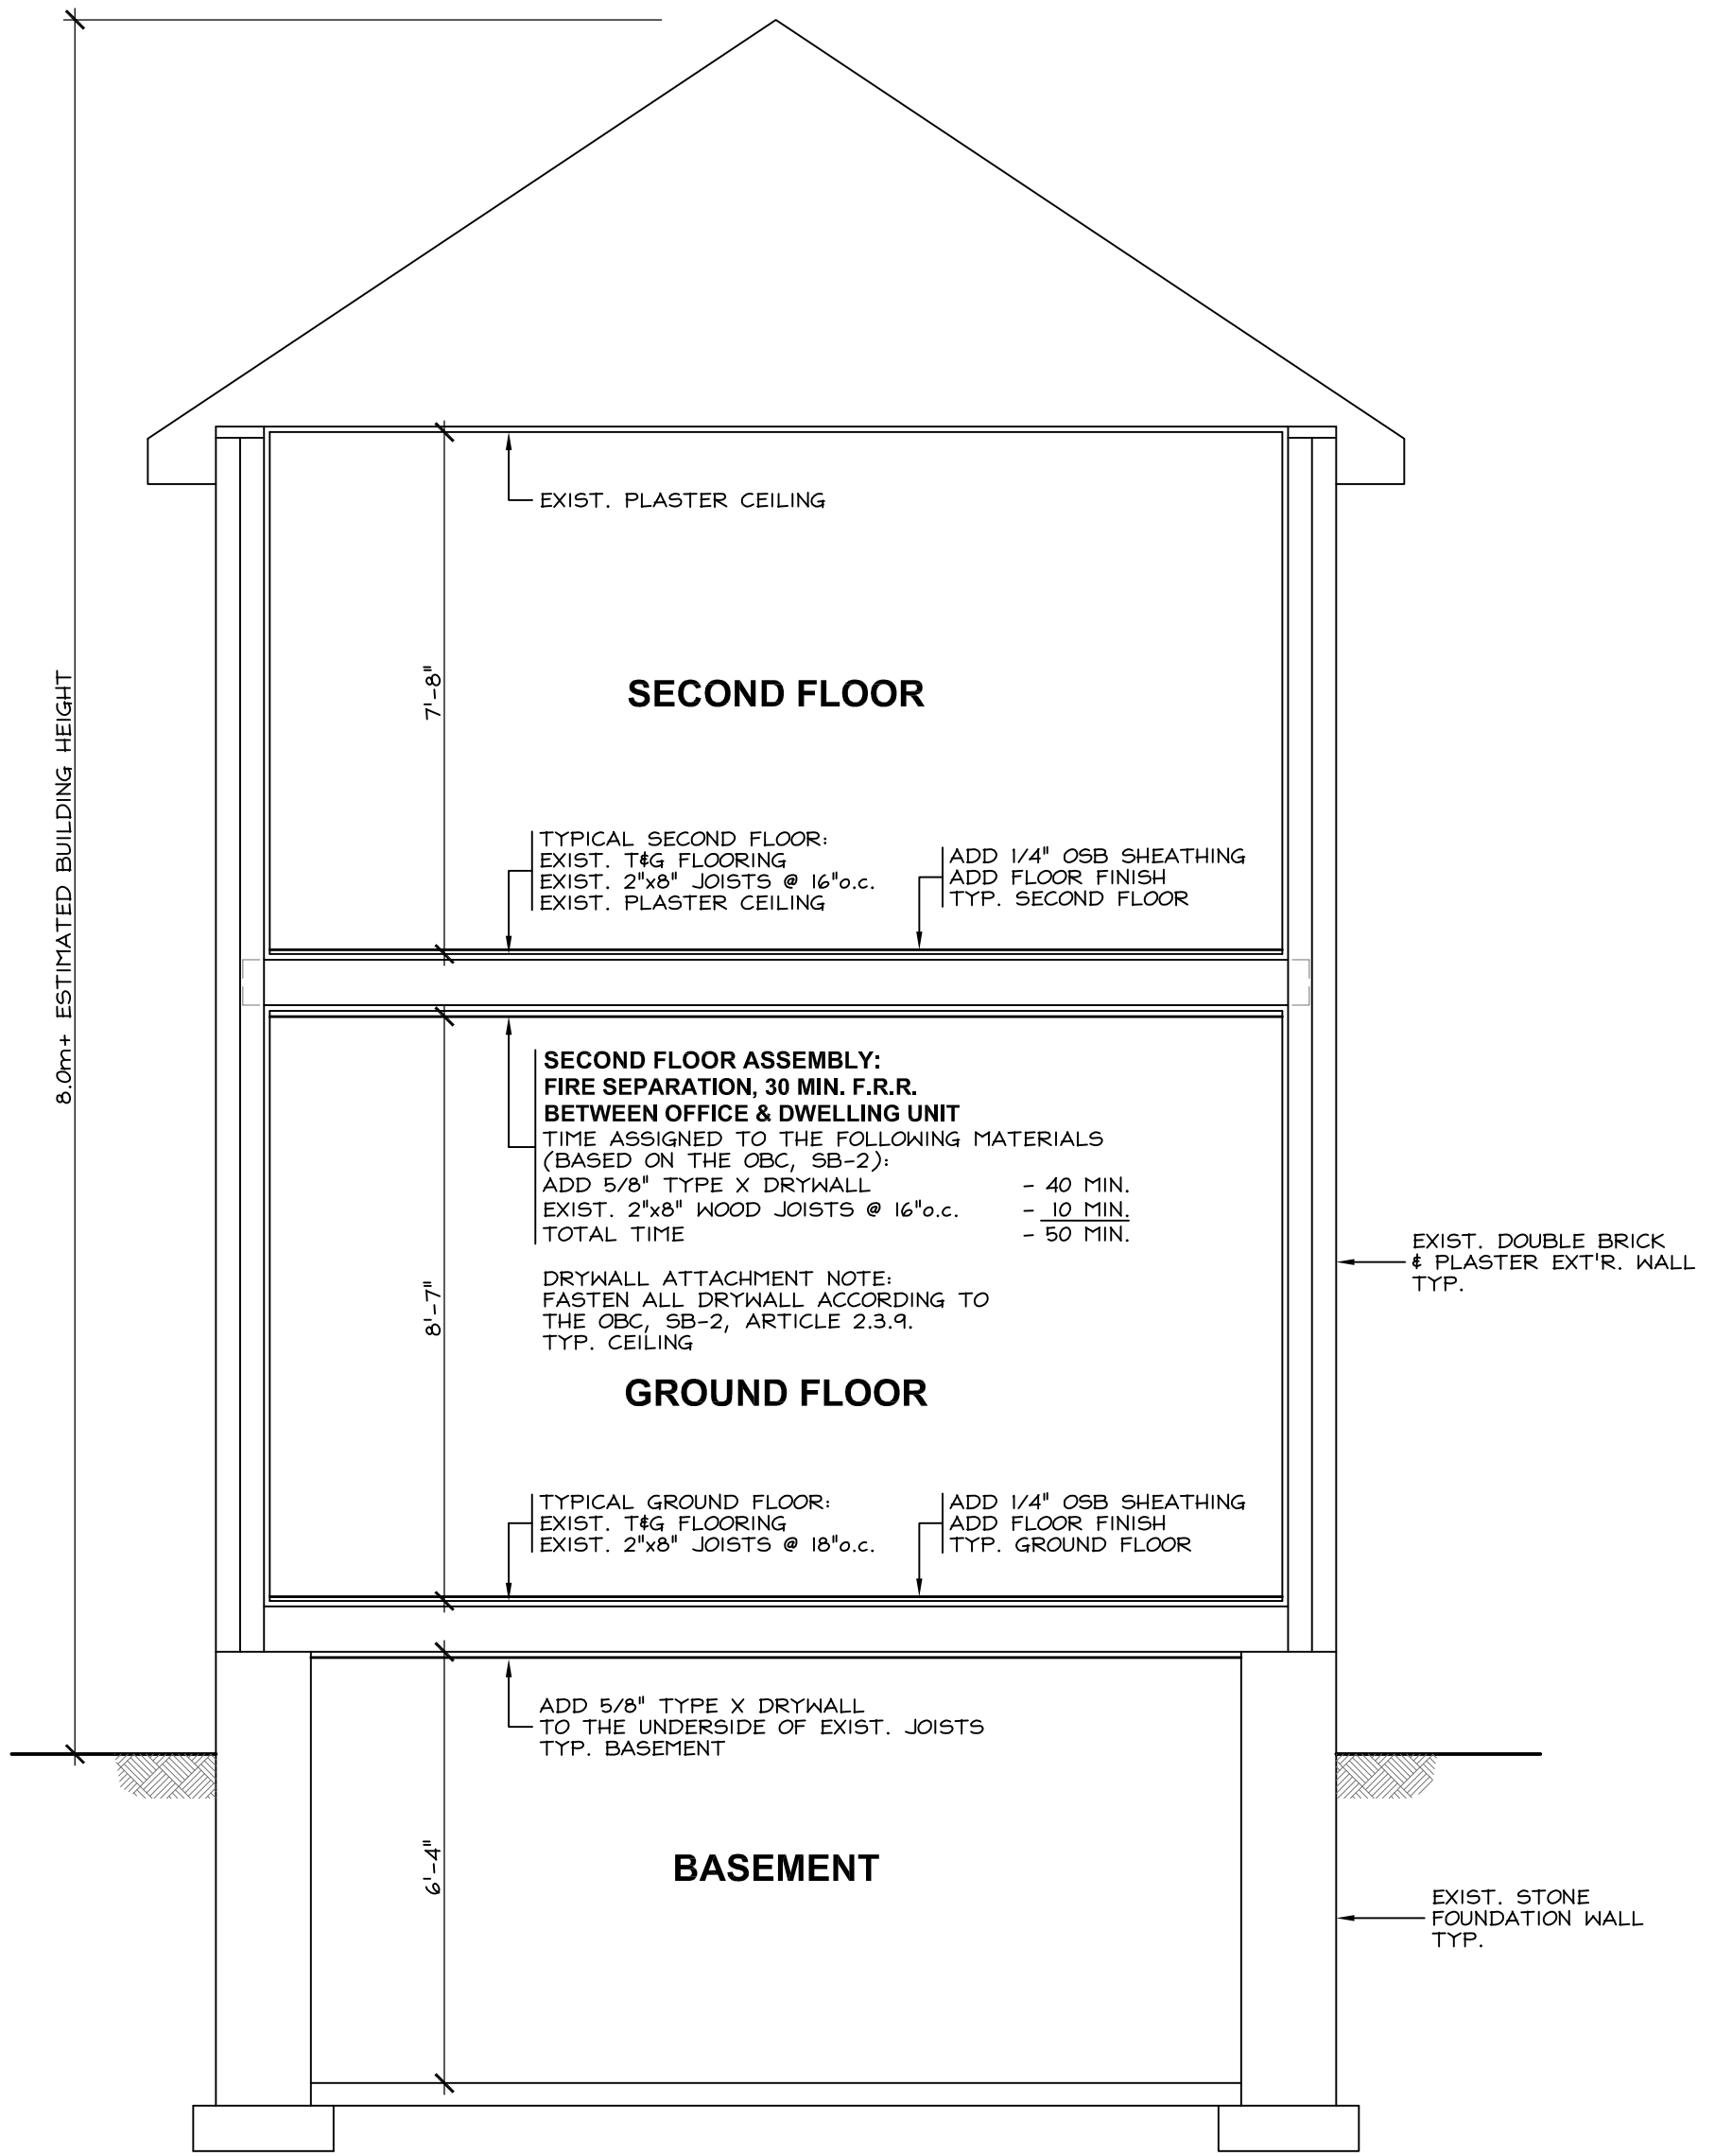 EXIST. PLASTER CEILING
7'-8"
SECOND FLOOR
8.0m+ ESTIMATED BUILDING HEIGHT
TYPICAL SECOND FLOOR:
EXIST. T&G FLOORING
EXIST. 2"x8" JOISTS @ 16"o.c.
EXIST. PLASTER CEILING
ADD 1/4" OSB SHEATHING
ADD FLOOR FINISH
TYP. SECOND FLOOR
SECOND FLOOR ASSEMBLY:
FIRE SEPARATION, 30 MIN. F.R.R.
BETWEEN OFFICE & DWELLING UNIT
TIME ASSIGNED TO THE FOLLOWING MATERIALS
(BASED ON THE OBC, SB-2):
ADD 5/8" TYPE X DRYWALL - 40 MIN.
EXIST. 2"x8" WOOD JOISTS @ 16"o.c. - 10 MIN.
TOTAL TIME - 50 MIN.
DRYWALL ATTACHMENT NOTE:
FASTEN ALL DRYWALL ACCORDING TO
THE OBC, SB-2, ARTICLE 2.3.9.
TYP. CEILING
8'-7"
GROUND FLOOR
EXIST. DOUBLE BRICK
& PLASTER EXT'R. WALL
TYP.
TYPICAL GROUND FLOOR:
EXIST. T&G FLOORING
EXIST. 2"x8" JOISTS @ 18"o.c.
ADD 1/4" OSB SHEATHING
ADD FLOOR FINISH
TYP. GROUND FLOOR
ADD 5/8" TYPE X DRYWALL
TO THE UNDERSIDE OF EXIST. JOISTS
TYP. BASEMENT
6'-4"
BASEMENT
EXIST. STONE
FOUNDATION WALL
TYP.